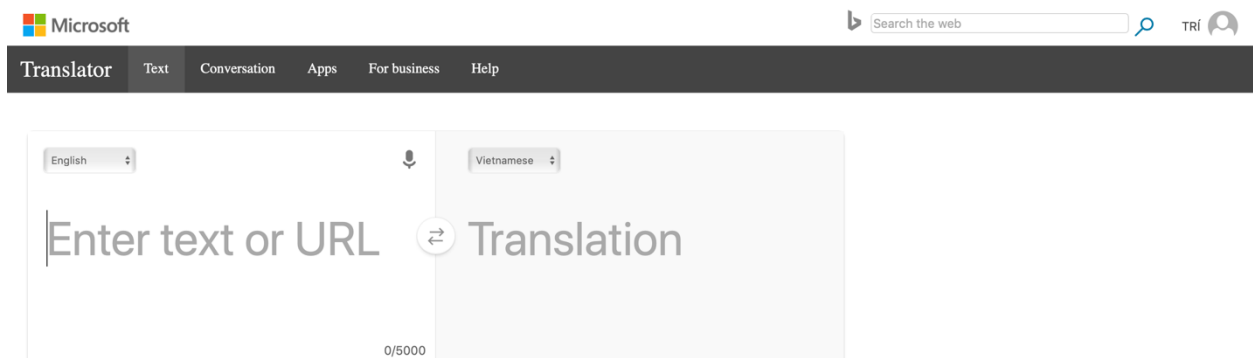 Microsoft
Search the web
TRÍ
Translator Text Conversation Apps For business Help
English
Vietnamese
Enter text or URL
Translation
0/5000